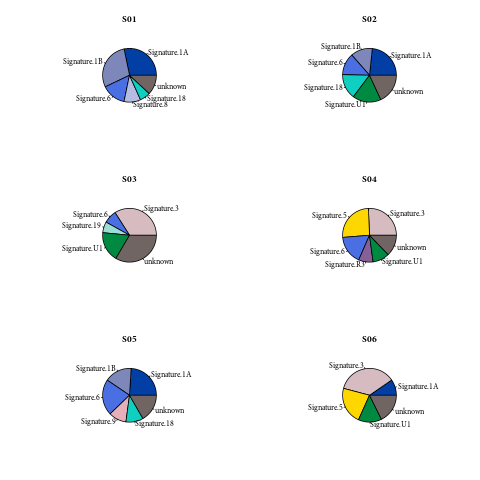 S01
Signature.1A
Signature.1B
Signature.6
Signature.8
Signature.18
unknown
S02
Signature.1A
Signature.1B
Signature.6
Signature.18
Signature.U1
unknown
S03
Signature.3
Signature.6
Signature.19
Signature.U1
unknown
S04
Signature.3
Signature.5
Signature.6
Signature.R3
Signature.U1
unknown
S05
Signature.1A
Signature.1B
Signature.6
Signature.9
Signature.18
unknown
S06
Signature.1A
Signature.3
Signature.5
Signature.U1
unknown